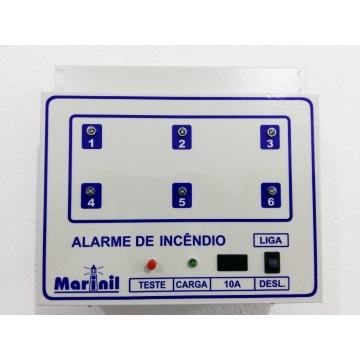 1 2 3
4 5 6
ALARME DE INCÊNDIO LIGA
Marinil TESTE CARGA 10A DESL.